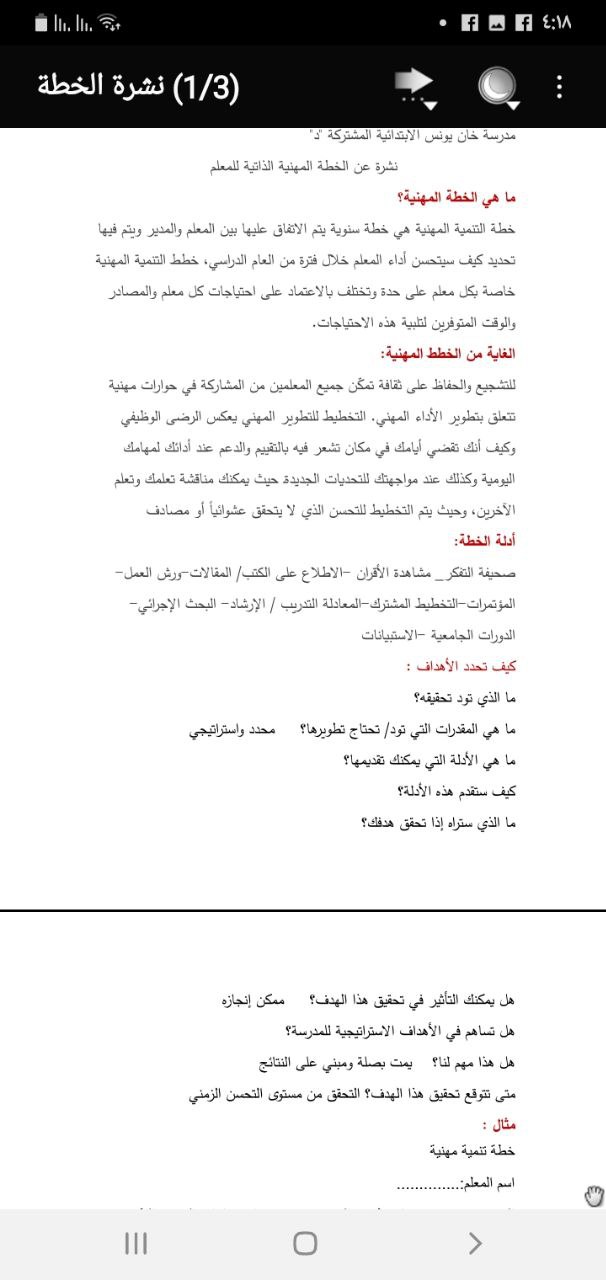 ٤:١٨
نشرة الخطة (1/3)
مدرسة خان يونس الابتدائية المشتركة "د"
نشرة عن الخطة المهنية الذاتية للمعلم
ما هي الخطة المهنية؟
خطة التنمية المهنية هي خطة سنوية يتم الاتفاق عليها بين المعلم والمدير ويتم فيها
تحديد كيف سيتحسن أداء المعلم خلال فترة من العام الدراسي، خطط التنمية المهنية
خاصة بكل معلم على حدة وتختلف بالاعتماد على احتياجات كل معلم والمصادر
والوقت المتوفرين لتلبية هذه الاحتياجات.
الغاية من الخطط المهنية:
للتشجيع والحفاظ على ثقافة تمكّن جميع المعلمين من المشاركة في حوارات مهنية
تتعلق بتطوير الأداء المهني. التخطيط للتطوير المهني يعكس الرضى الوظيفي
وكيف أنك تقضي أيامك في مكان تشعر فيه بالتقييم والدعم عند أدائك لمهامك
اليومية وكذلك عند مواجهتك للتحديات الجديدة حيث يمكنك مناقشة تعلمك وتعلم
الآخرين، وحيث يتم التخطيط للتحسن الذي لا يتحقق عشوائياً أو مصادف
أدلة الخطة:
صحيفة التفكر_ مشاهدة الأقران -الاطلاع على الكتب/ المقالات-ورش العمل-
المؤتمرات-التخطيط المشترك-المعادلة التدريب / الإرشاد- البحث الإجرائي-
الدورات الجامعية -الاستبيانات
كيف تحدد الأهداف :
ما الذي تود تحقيقه؟
ما هي المقدرات التي تود/ تحتاج تطويرها؟ محدد واستراتيجي
ما هي الأدلة التي يمكنك تقديمها؟
كيف ستقدم هذه الأدلة؟
ما الذي ستراه إذا تحقق هدفك؟
هل يمكنك التأثير في تحقيق هذا الهدف؟ ممكن إنجازه
هل تساهم في الأهداف الاستراتيجية للمدرسة؟
هل هذا مهم لنا؟ يمت بصلة ومبني على النتائج
متى تتوقع تحقيق هذا الهدف؟ التحقق من مستوى التحسن الزمني
مثال :
خطة تنمية مهنية
اسم المعلم:..............